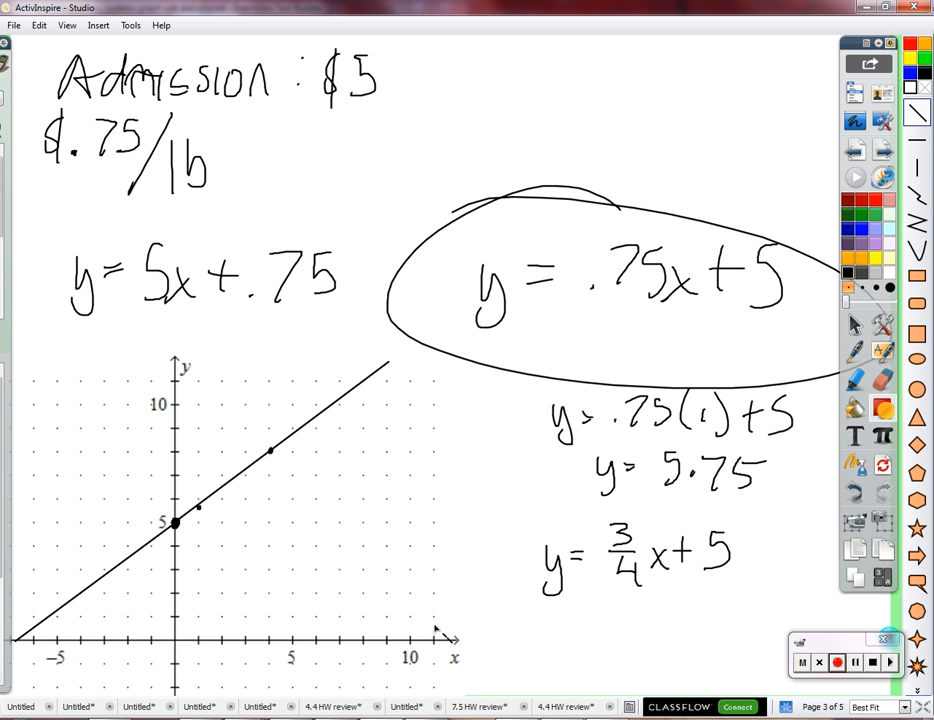 ActivInspire - Studio
File Edit View Insert Tools Help
Admission : $5
$.75/lb
y = 5x + .75
y = .75x + 5
y = .75(1) + 5
y = 5.75
y = 3/4 x + 5
y
10
5
-5 5 10 x
M
Untitled Untitled* Untitled* Untitled* Untitled* 4.4 HW review* Untitled* 7.5 HW review* 4.4 HW review* CLASSFLOW Connect Page 3 of 5 Best Fit